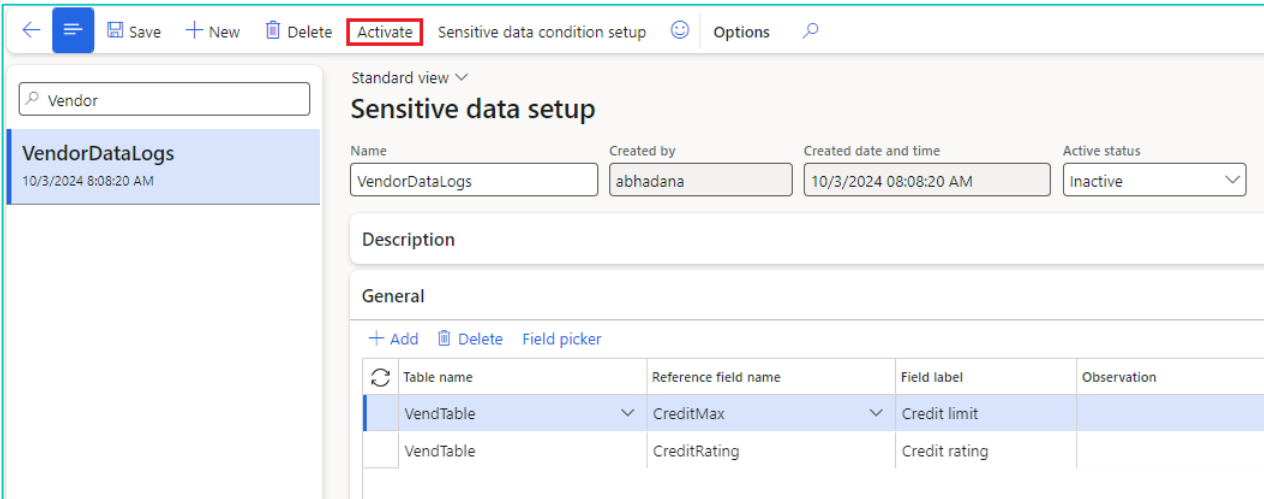 Save New Delete Activate Sensitive data condition setup Options
Vendor
VendorDataLogs
10/3/2024 8:08:20 AM
Standard view
Sensitive data setup
Name Created by Created date and time Active status
VendorDataLogs abhadana 10/3/2024 08:08:20 AM Inactive
Description
General
Add Delete Field picker
Table name Reference field name Field label Observation
VendTable CreditMax Credit limit
VendTable CreditRating Credit rating